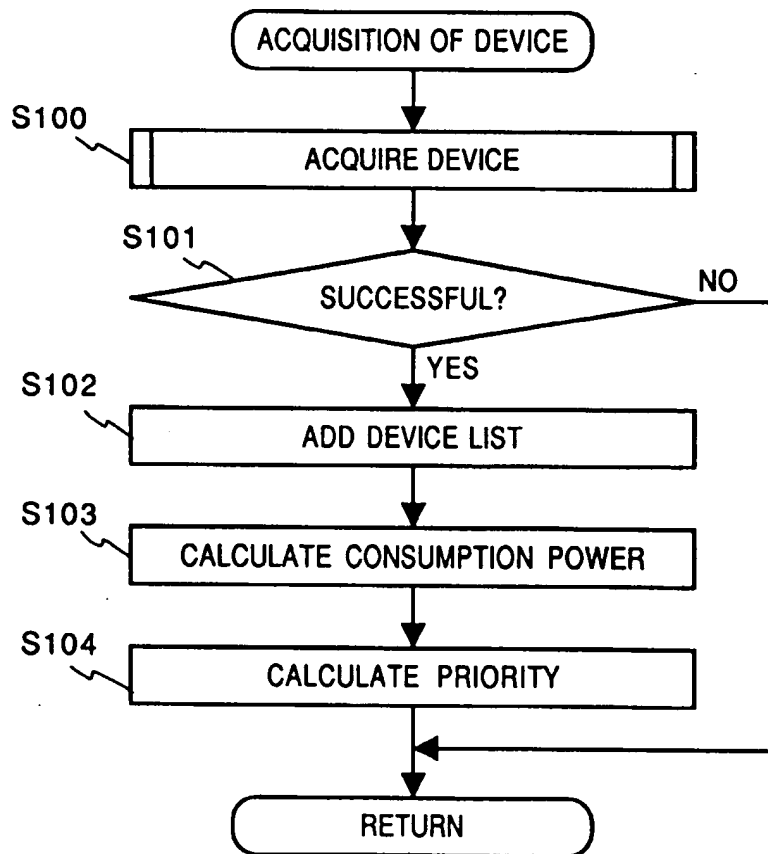 ACQUISITION OF DEVICE
S100
ACQUIRE DEVICE
S101
SUCCESSFUL?
NO
YES
S102
ADD DEVICE LIST
S103
CALCULATE CONSUMPTION POWER
S104
CALCULATE PRIORITY
RETURN